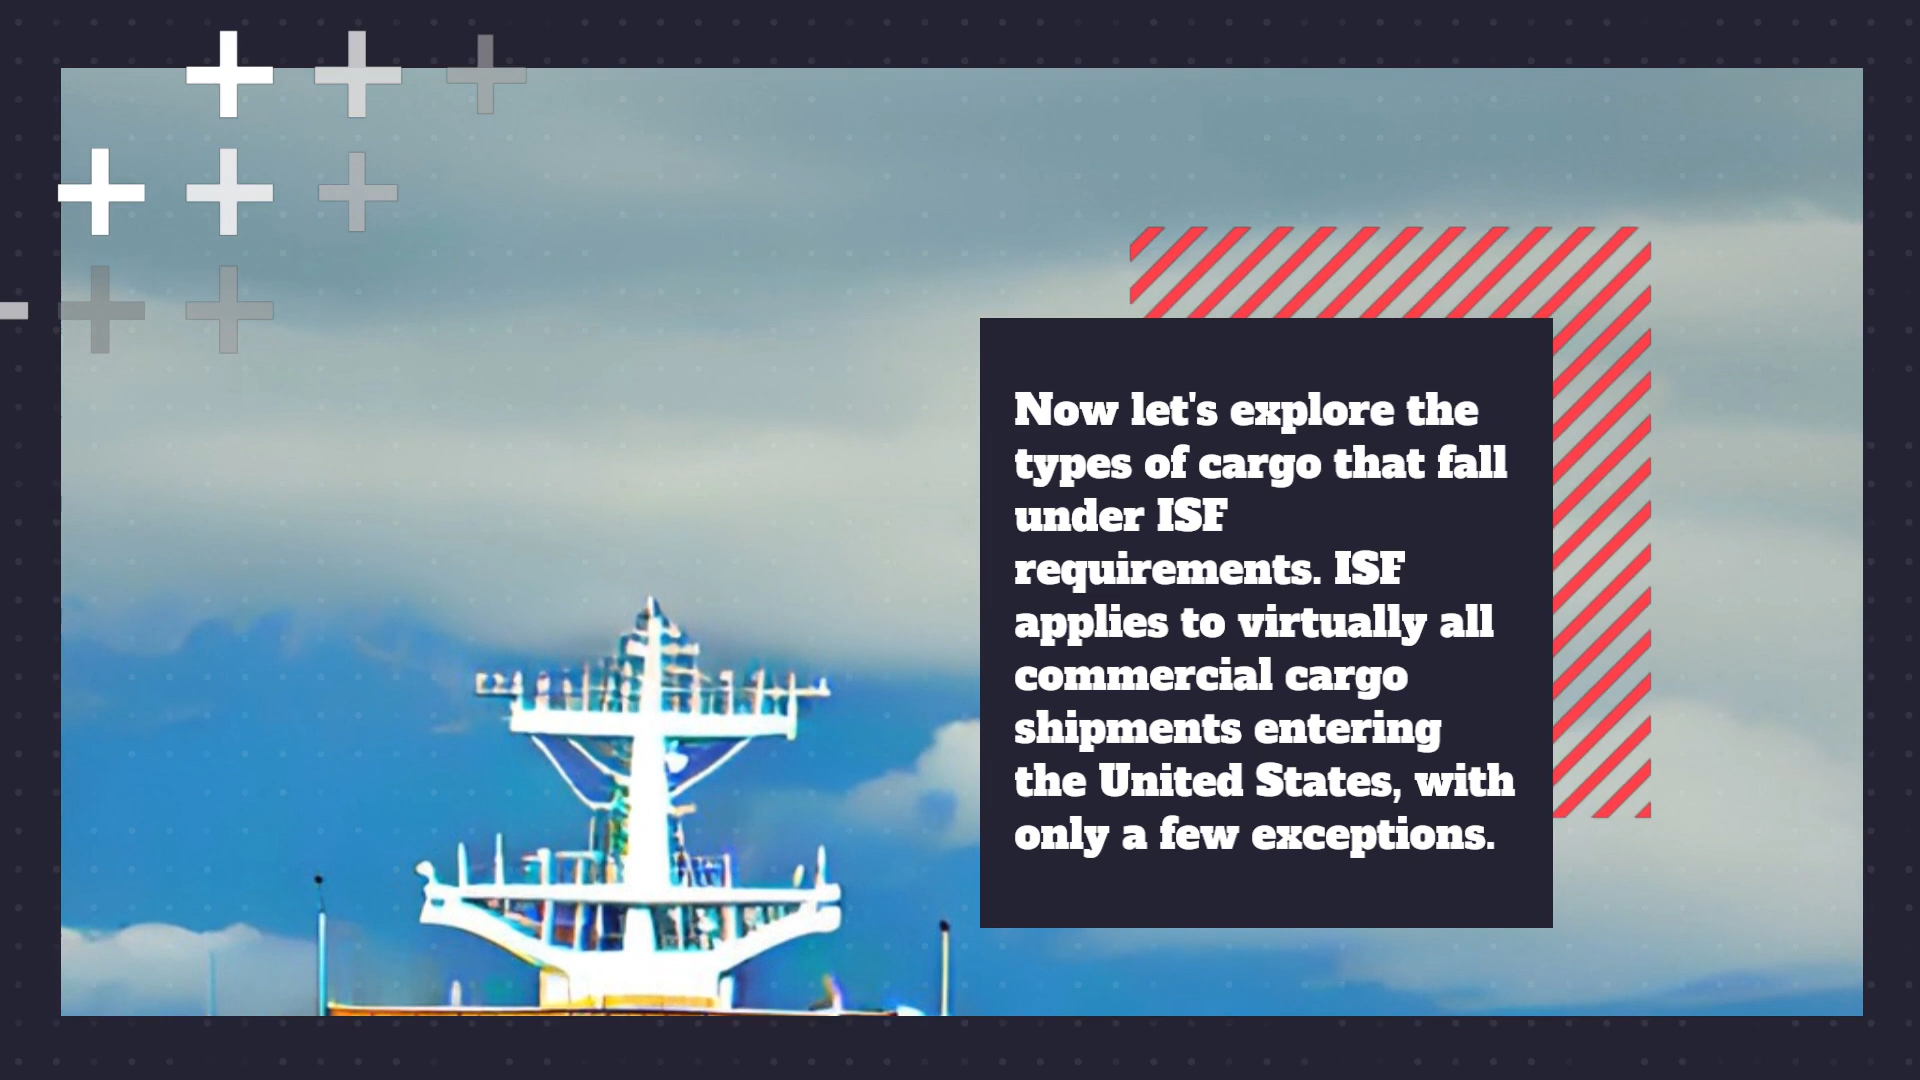 Now let's explore the
types of cargo that fall
under ISF
requirements. ISF
applies to virtually all
commercial cargo
shipments entering
the United States, with
only a few exceptions.